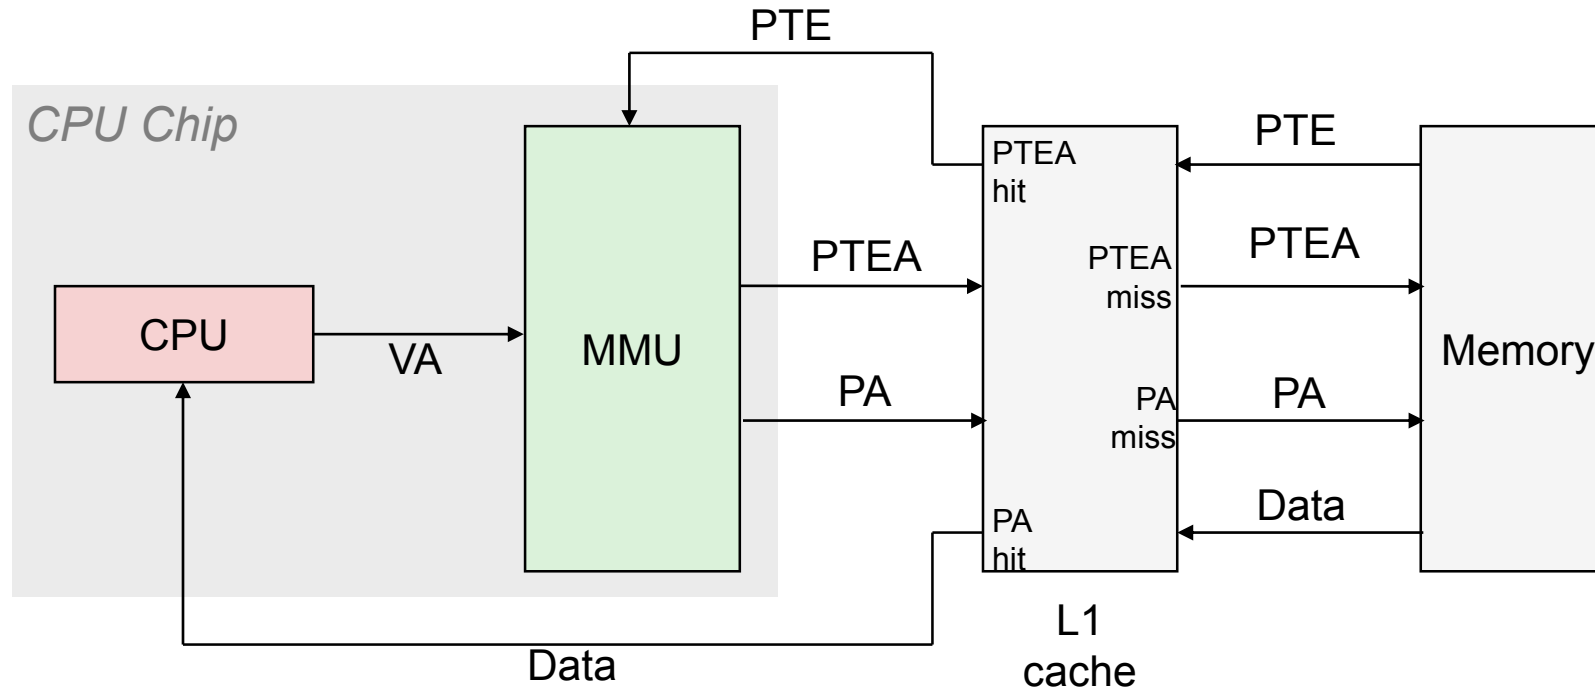 PTE
CPU Chip
PTEA
hit
PTE
PTEA
PTEA
miss
PTEA
CPU
VA
MMU
Memory
PA
PA
miss
PA
PA
hit
Data
Data
L1
cache